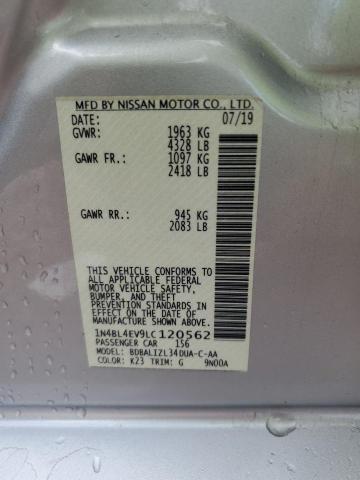 MFD BY NISSAN MOTOR CO., LTD.
DATE: 07/19
GVWR: 1963 KG
4328 LB
GAWR FR.: 1097 KG
2418 LB
GAWR RR.: 945 KG
2083 LB
THIS VEHICLE CONFORMS TO
ALL APPLICABLE FEDERAL
MOTOR VEHICLE SAFETY,
BUMPER, AND THEFT
PREVENTION STANDARDS IN
EFFECT ON THE DATE OF
MANUFACTURE SHOWN ABOVE.
1N4BL4EV9LC120562
PASSENGER CAR 156
MODEL: BDBALIZL34DUA-C-AA
COLOR: K23 TRIM: G 9N00A